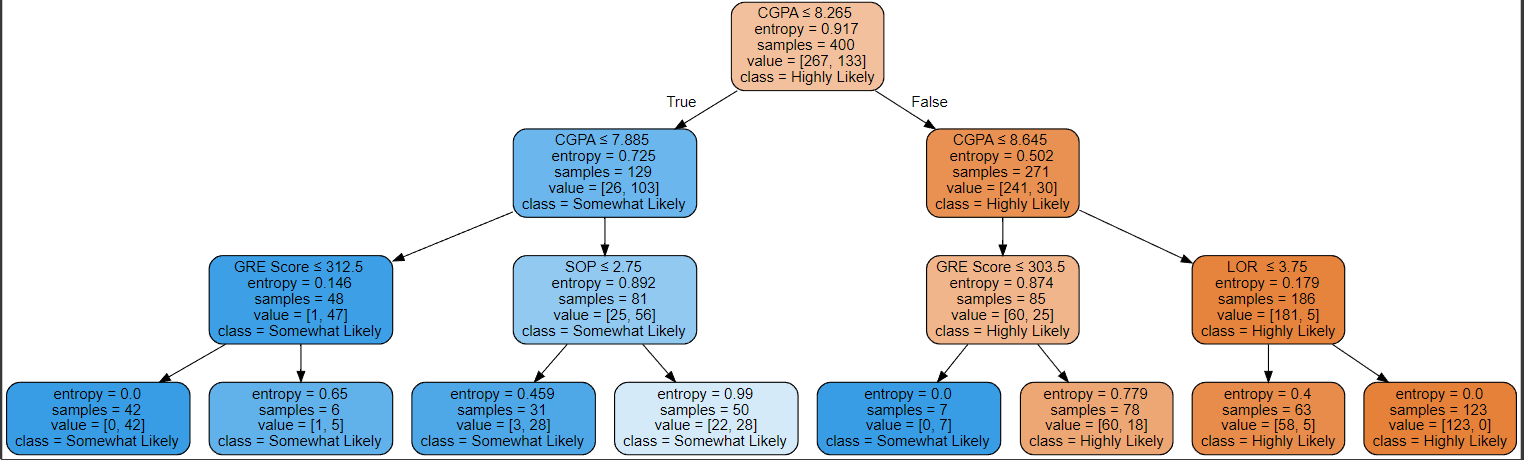 CGPA ≤ 8.265
entropy = 0.917
samples = 400
value = [267, 133]
class = Highly Likely
True
False
CGPA ≤ 7.885
entropy = 0.725
samples = 129
value = [26, 103]
class = Somewhat Likely
CGPA ≤ 8.645
entropy = 0.502
samples = 271
value = [241, 30]
class = Highly Likely
GRE Score ≤ 312.5
entropy = 0.146
samples = 48
value = [1, 47]
class = Somewhat Likely
SOP ≤ 2.75
entropy = 0.892
samples = 81
value = [25, 56]
class = Somewhat Likely
GRE Score ≤ 303.5
entropy = 0.874
samples = 85
value = [60, 25]
class = Highly Likely
LOR  ≤ 3.75
entropy = 0.179
samples = 186
value = [181, 5]
class = Highly Likely
entropy = 0.0
samples = 42
value = [0, 42]
class = Somewhat Likely
entropy = 0.65
samples = 6
value = [1, 5]
class = Somewhat Likely
entropy = 0.459
samples = 31
value = [3, 28]
class = Somewhat Likely
entropy = 0.99
samples = 50
value = [22, 28]
class = Somewhat Likely
entropy = 0.0
samples = 7
value = [0, 7]
class = Somewhat Likely
entropy = 0.779
samples = 78
value = [60, 18]
class = Highly Likely
entropy = 0.4
samples = 63
value = [58, 5]
class = Highly Likely
entropy = 0.0
samples = 123
value = [123, 0]
class = Highly Likely